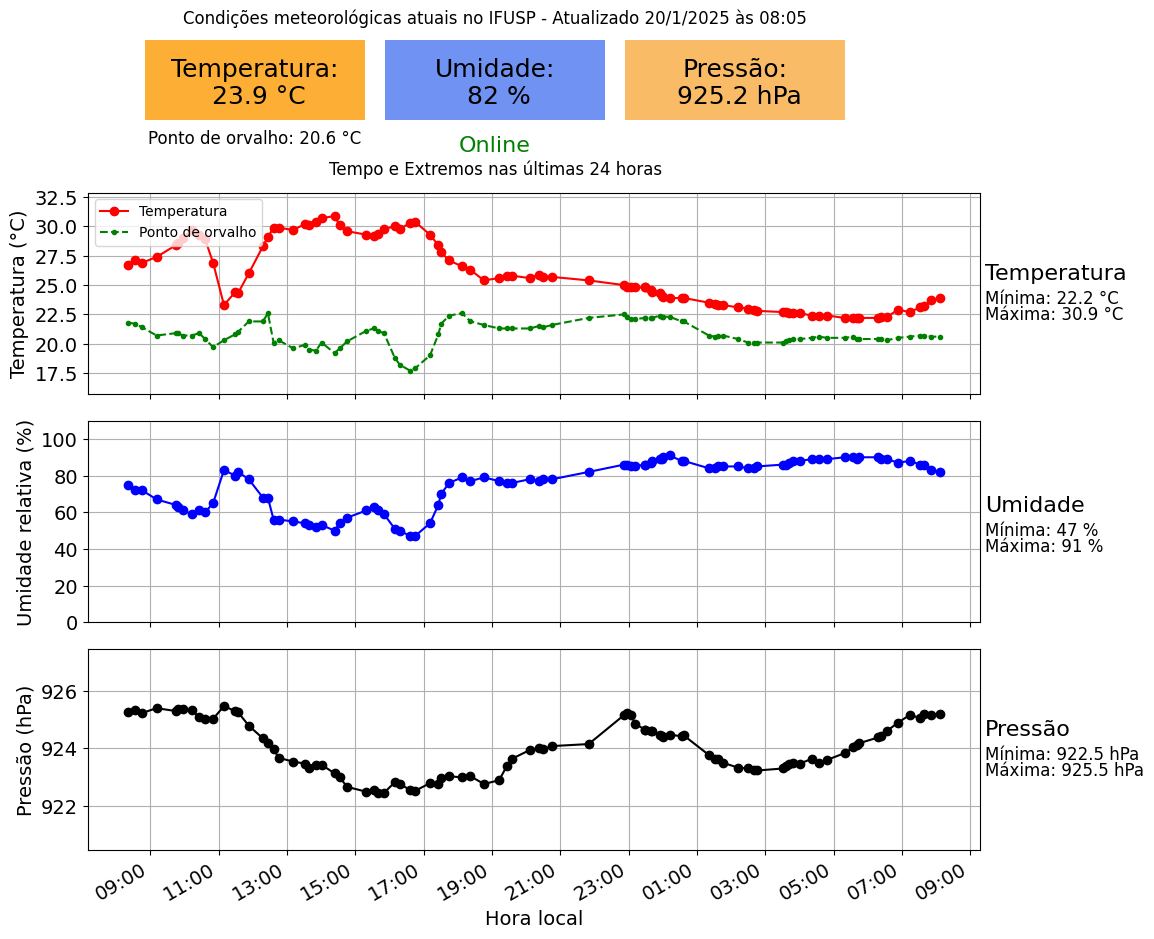 Condições meteorológicas atuais no IFUSP - Atualizado 20/1/2025 às 08:05
Temperatura:
23.9 °C
Umidade:
82 %
Pressão:
925.2 hPa
Ponto de orvalho: 20.6 °C
Online
Tempo e Extremos nas últimas 24 horas
Temperatura (°C)
32.5
30.0
27.5
25.0
22.5
20.0
17.5
Temperatura
Ponto de orvalho
Temperatura
Mínima: 22.2 °C
Máxima: 30.9 °C
Umidade relativa (%)
100
80
60
40
20
0
Umidade
Mínima: 47 %
Máxima: 91 %
Pressão (hPa)
926
924
922
Pressão
Mínima: 922.5 hPa
Máxima: 925.5 hPa
09:00 11:00 13:00 15:00 17:00 19:00 21:00 23:00 01:00 03:00 05:00 07:00 09:00
Hora local